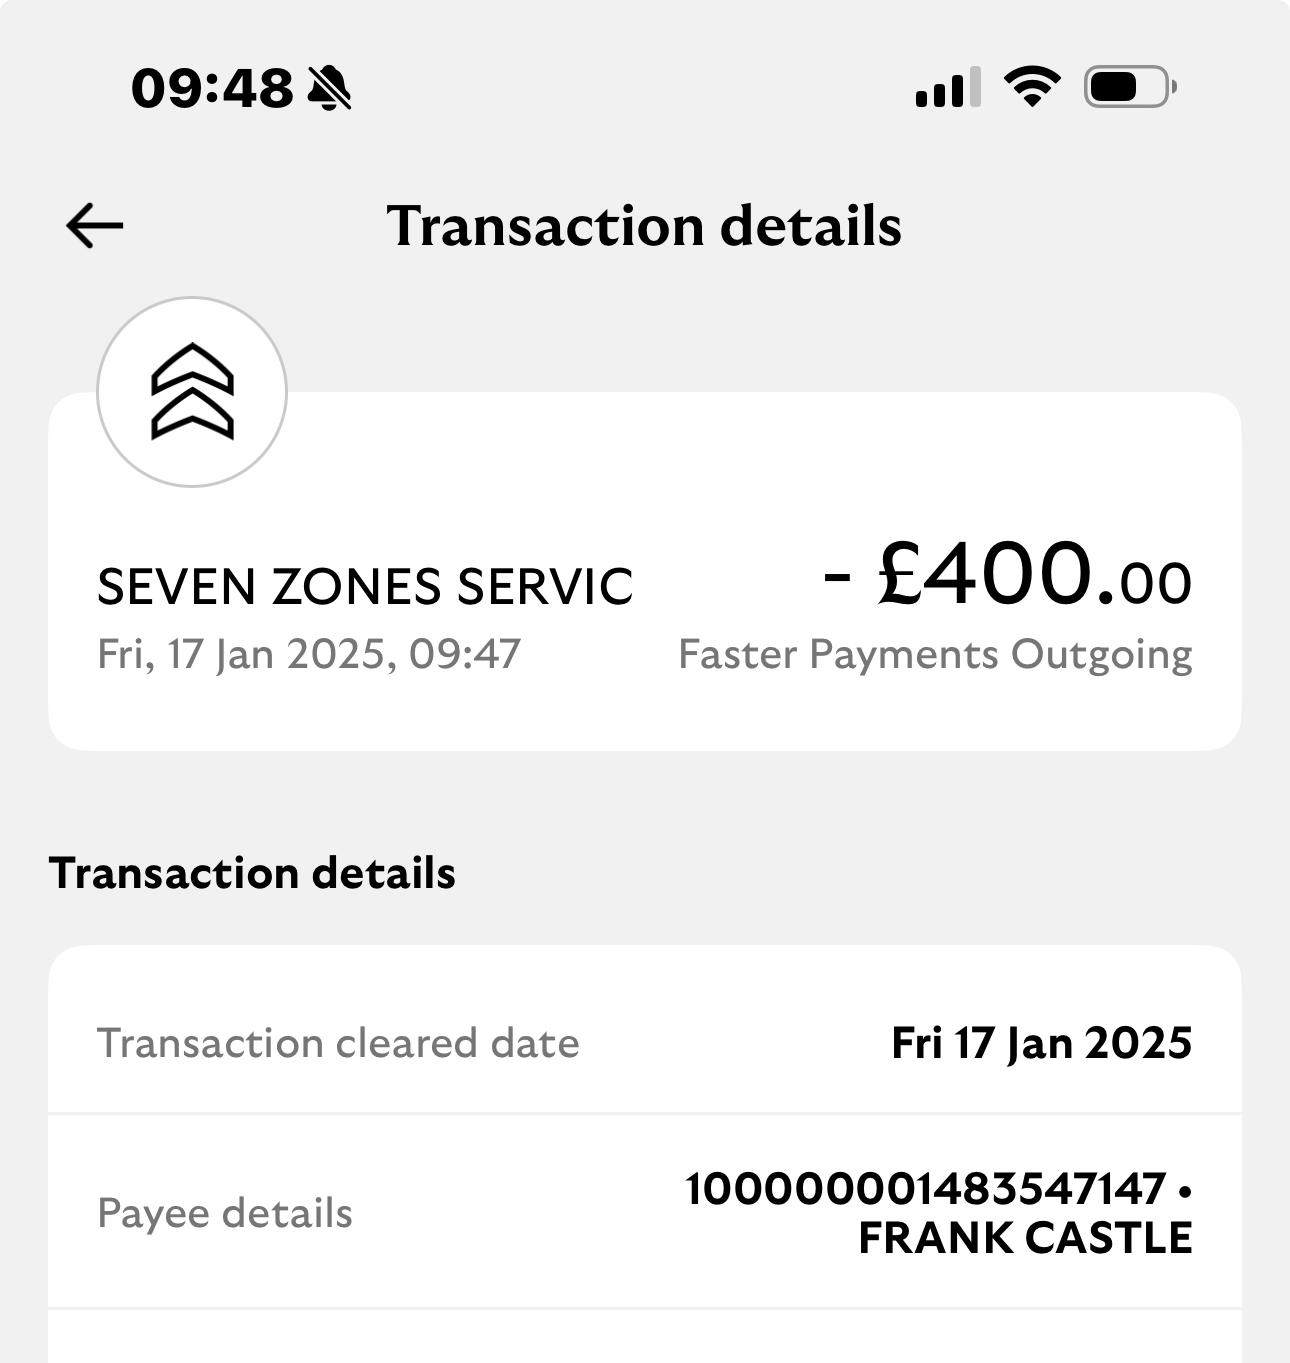 09:48
Transaction details
SEVEN ZONES SERVIC
- £400.00
Fri, 17 Jan 2025, 09:47
Faster Payments Outgoing
Transaction details
Transaction cleared date
Fri 17 Jan 2025
Payee details
100000001483547147 •
FRANK CASTLE